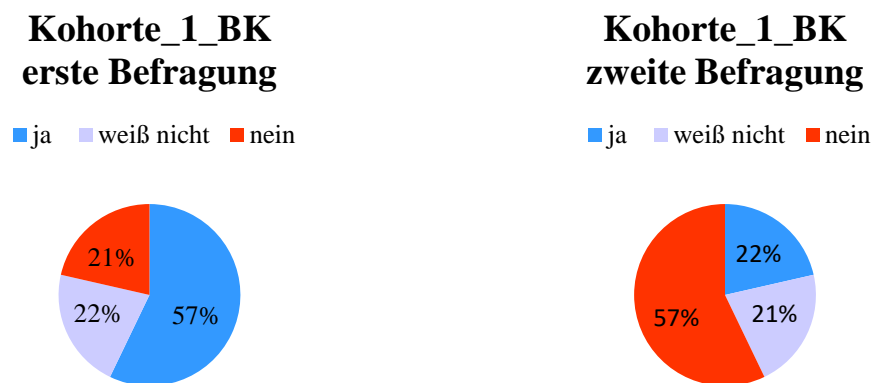 Kohorte_1_BK
erste Befragung
ja weiß nicht nein
21%
22%
57%
Kohorte_1_BK
zweite Befragung
ja weiß nicht nein
22%
57%
21%